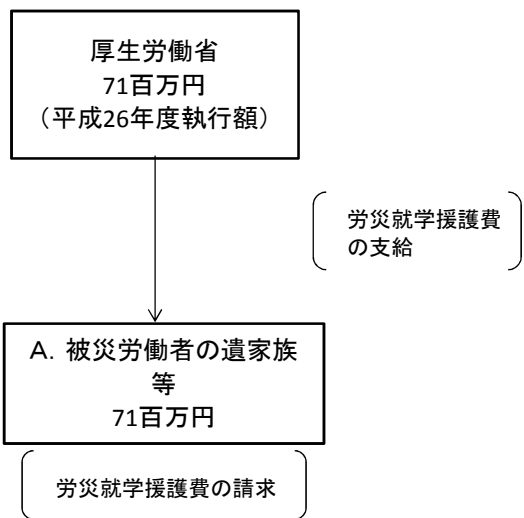 厚生労働省
71百万円
（平成26年度執行額）
労災就学援護費
の支給
A. 被災労働者の遺家族
等
71百万円
労災就学援護費の請求